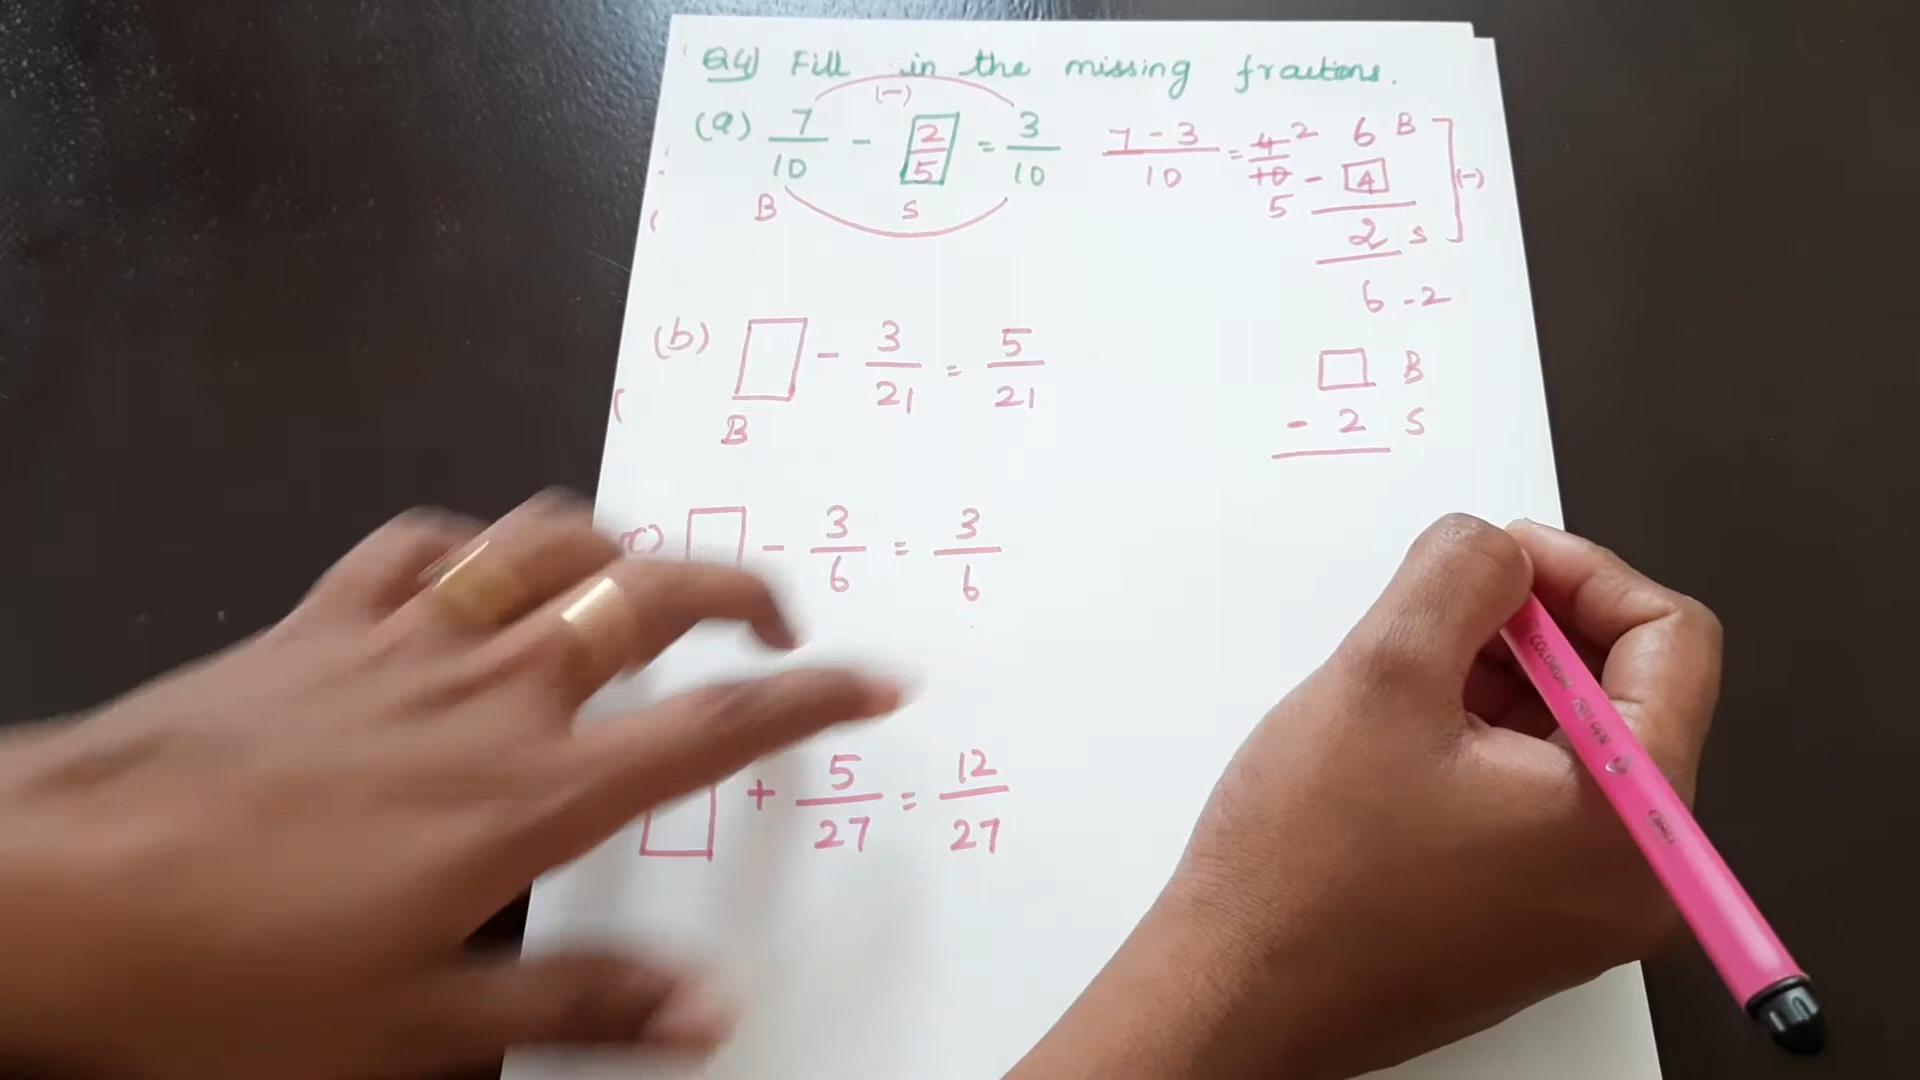 Q4) Fill in the missing fractions.
(-)
(a) 7/10 - 2/5 = 3/10
B S
7 - 3/10 = 4/10 2
5
6 B
- 4
2 S
(-)
6 - 2
(b) □ - 3/21 = 5/21
B
□ B
- 2 S
□ - 3/6 = 3/6
□ + 5/27 = 12/27
COLORUN